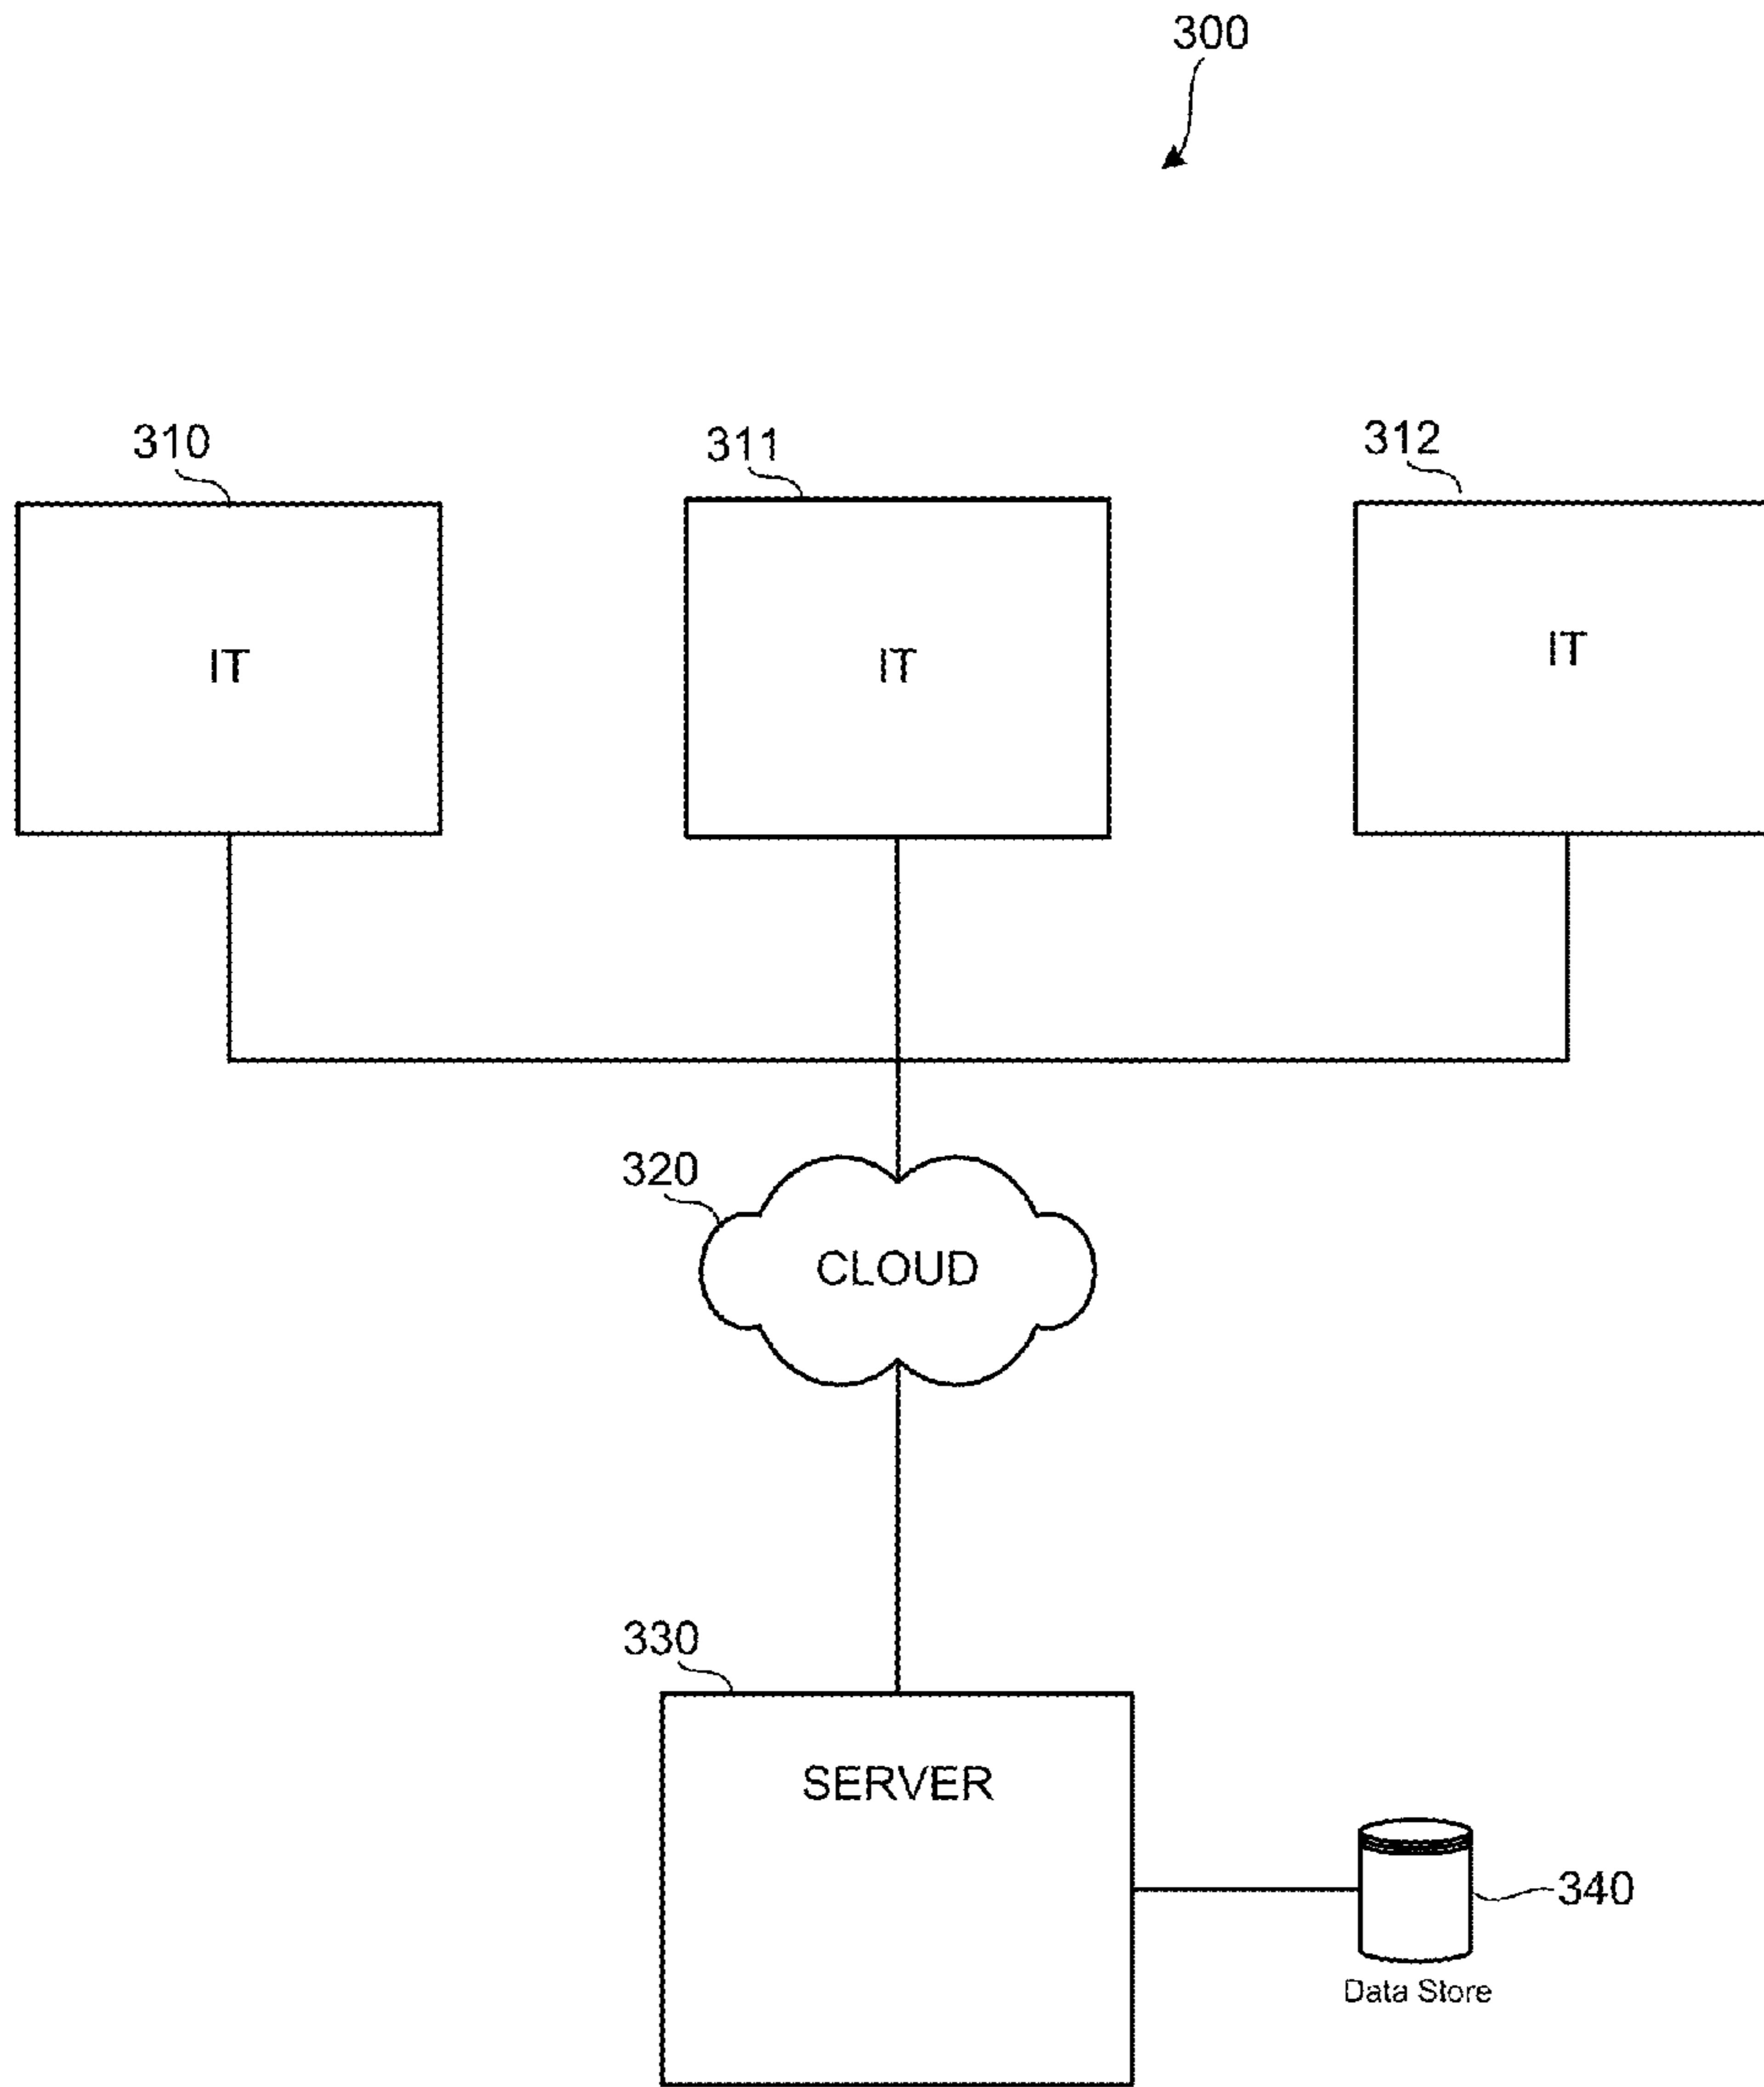 300
310
311
312
IT
IT
IT
320
CLOUD
330
SERVER
340
Data Store